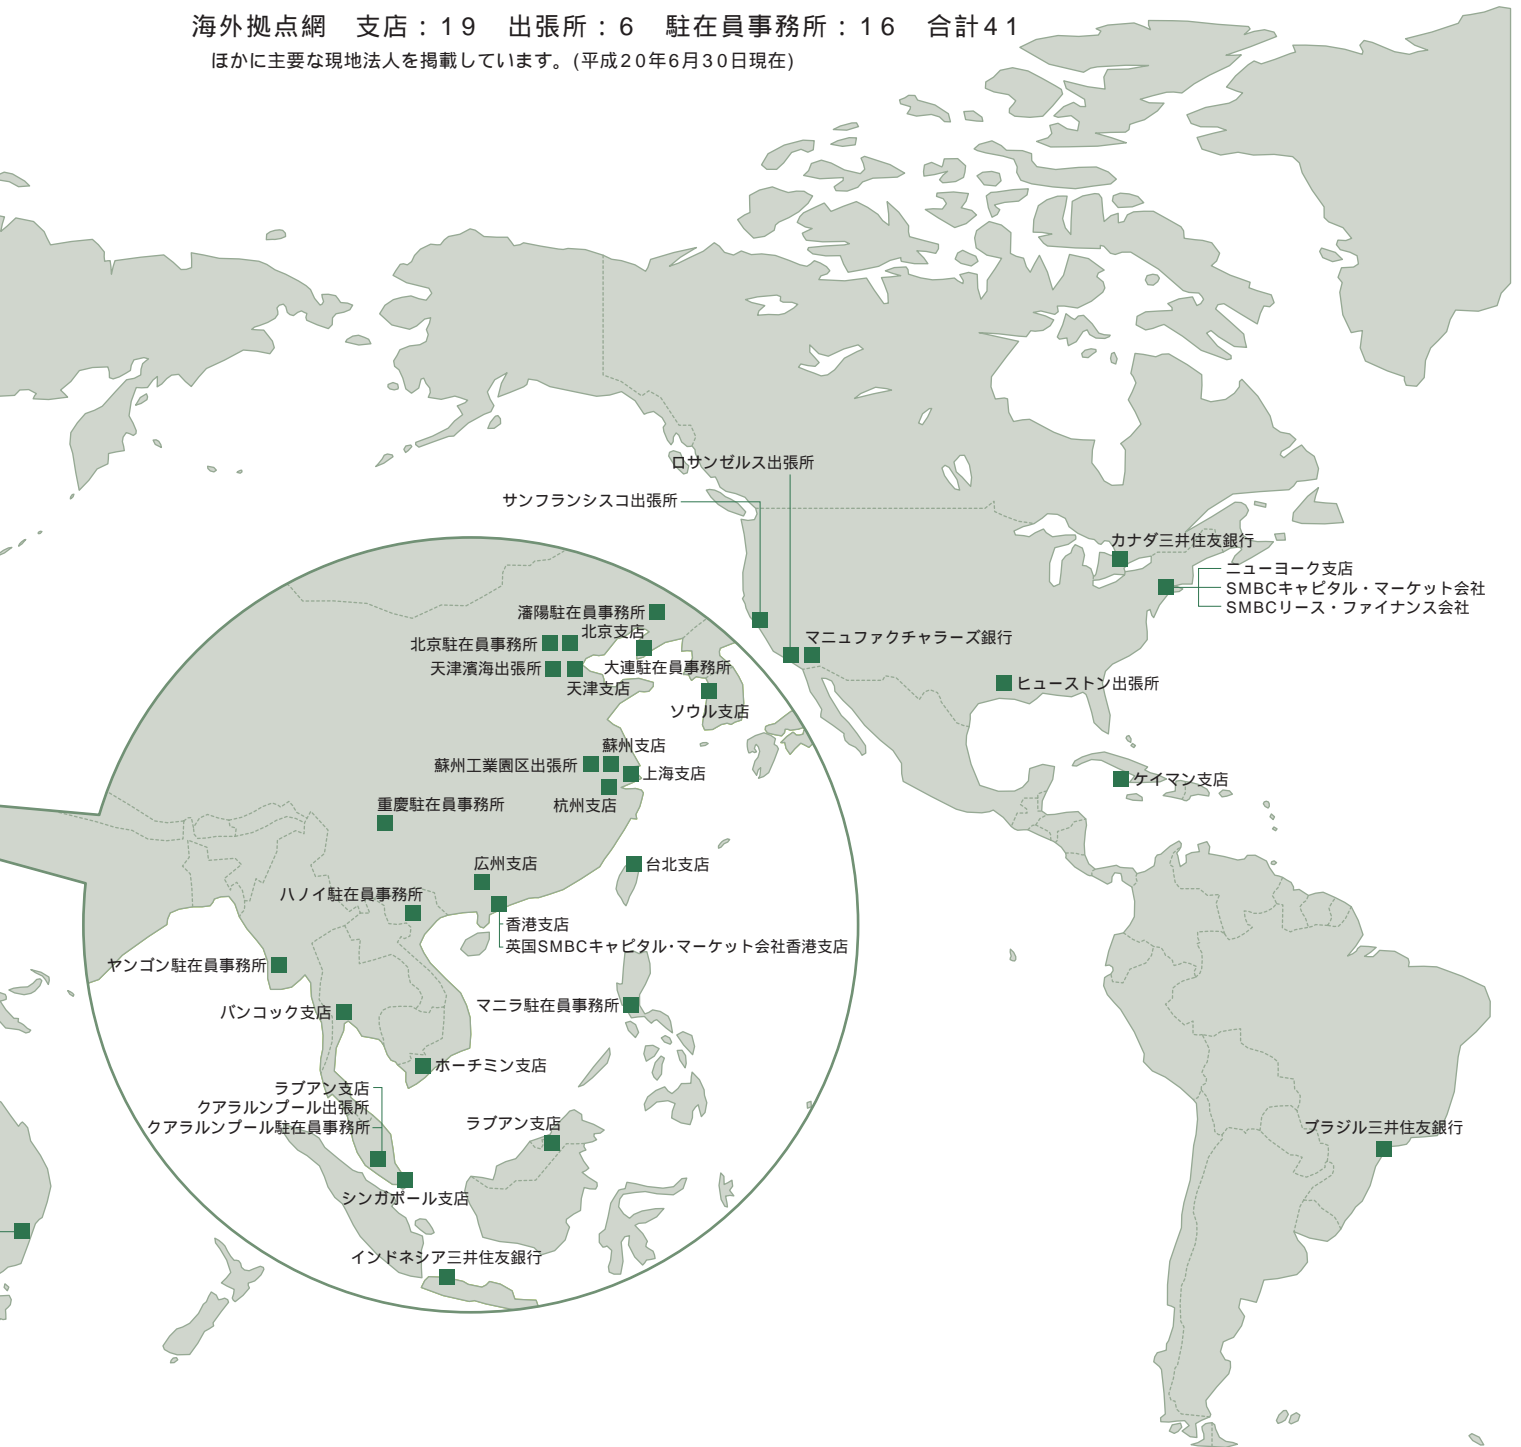 海外拠点網　支店：19　出張所：6　駐在員事務所：16　合計41
ほかに主要な現地法人を掲載しています。(平成20年6月30日現在)
ロサンゼルス出張所
サンフランシスコ出張所
カナダ三井住友銀行
ニューヨーク支店
SMBCキャピタル・マーケット会社
SMBCリース・ファイナンス会社
マニュファクチャラーズ銀行
ヒューストン出張所
ケイマン支店
ブラジル三井住友銀行
瀋陽駐在員事務所
北京支店
北京駐在員事務所
大連駐在員事務所
天津濱海出張所
天津支店
ソウル支店
蘇州支店
蘇州工業園区出張所
上海支店
杭州支店
重慶駐在員事務所
広州支店
台北支店
ハノイ駐在員事務所
香港支店
英国SMBCキャピタル・マーケット会社香港支店
ヤンゴン駐在員事務所
バンコック支店
マニラ駐在員事務所
ホーチミン支店
ラブアン支店
クアラルンプール出張所
クアラルンプール駐在員事務所
ラブアン支店
シンガポール支店
インドネシア三井住友銀行